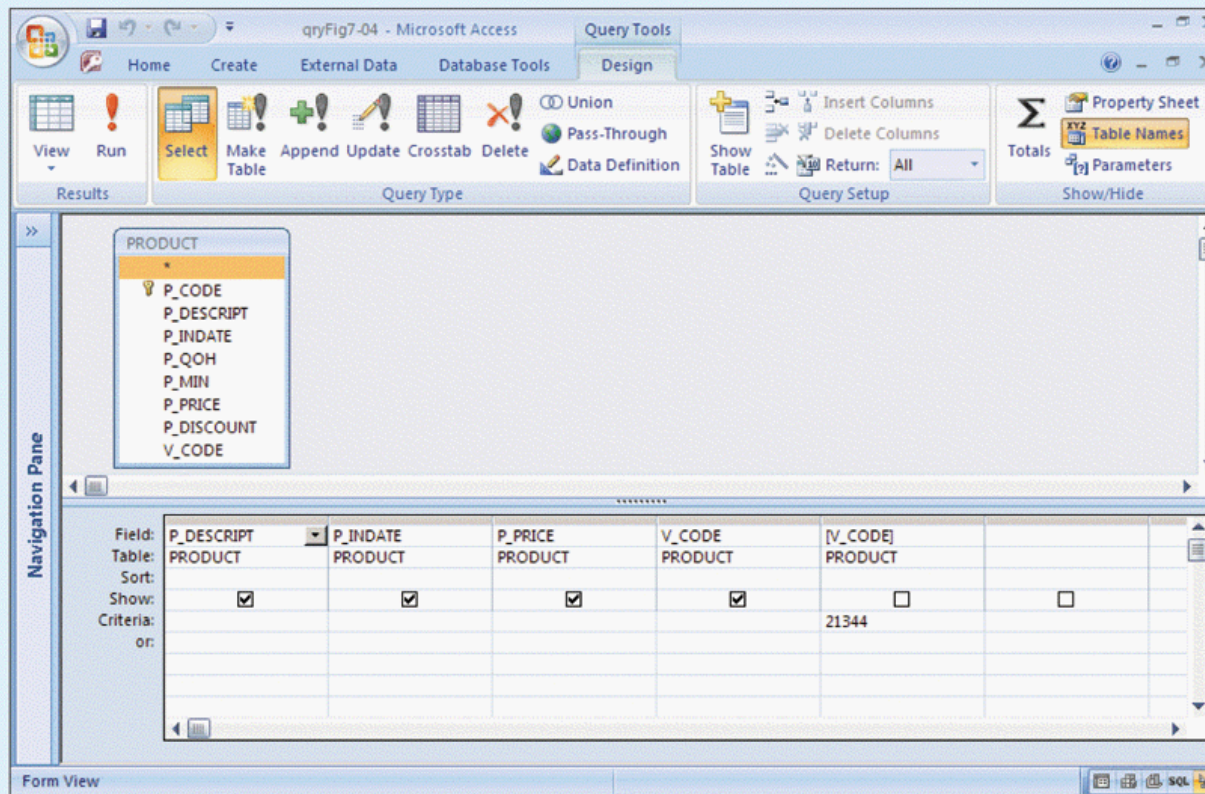 qryFig7-04 - Microsoft Access
Query Tools
Home Create External Data Database Tools Design
View
Run
Results
Select
Make Table
Append
Update
Crosstab
Delete
Union
Pass-Through
Data Definition
Query Type
Show Table
Insert Columns
Delete Columns
Return: All
Query Setup
Σ
Totals
Property Sheet
XYZ
Table Names
[?] Parameters
Show/Hide
»
Navigation Pane
PRODUCT
*
P_CODE
P_DESCRIPT
P_INDATE
P_QOH
P_MIN
P_PRICE
P_DISCOUNT
V_CODE
Field: P_DESCRIPT P_INDATE P_PRICE V_CODE [V_CODE]
Table: PRODUCT PRODUCT PRODUCT PRODUCT PRODUCT
Sort:
Show:
Criteria: 21344
or:
Form View
SQL